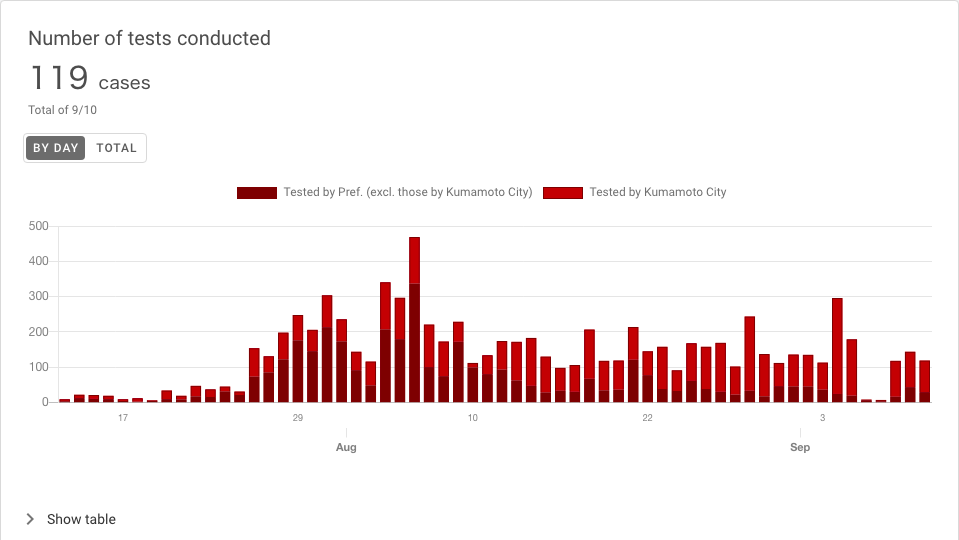 Number of tests conducted
119 cases
Total of 9/10
BY DAY TOTAL
Tested by Pref. (excl. those by Kumamoto City) Tested by Kumamoto City
500
400
300
200
100
0
17 29 10 22 3
Aug Sep
Show table